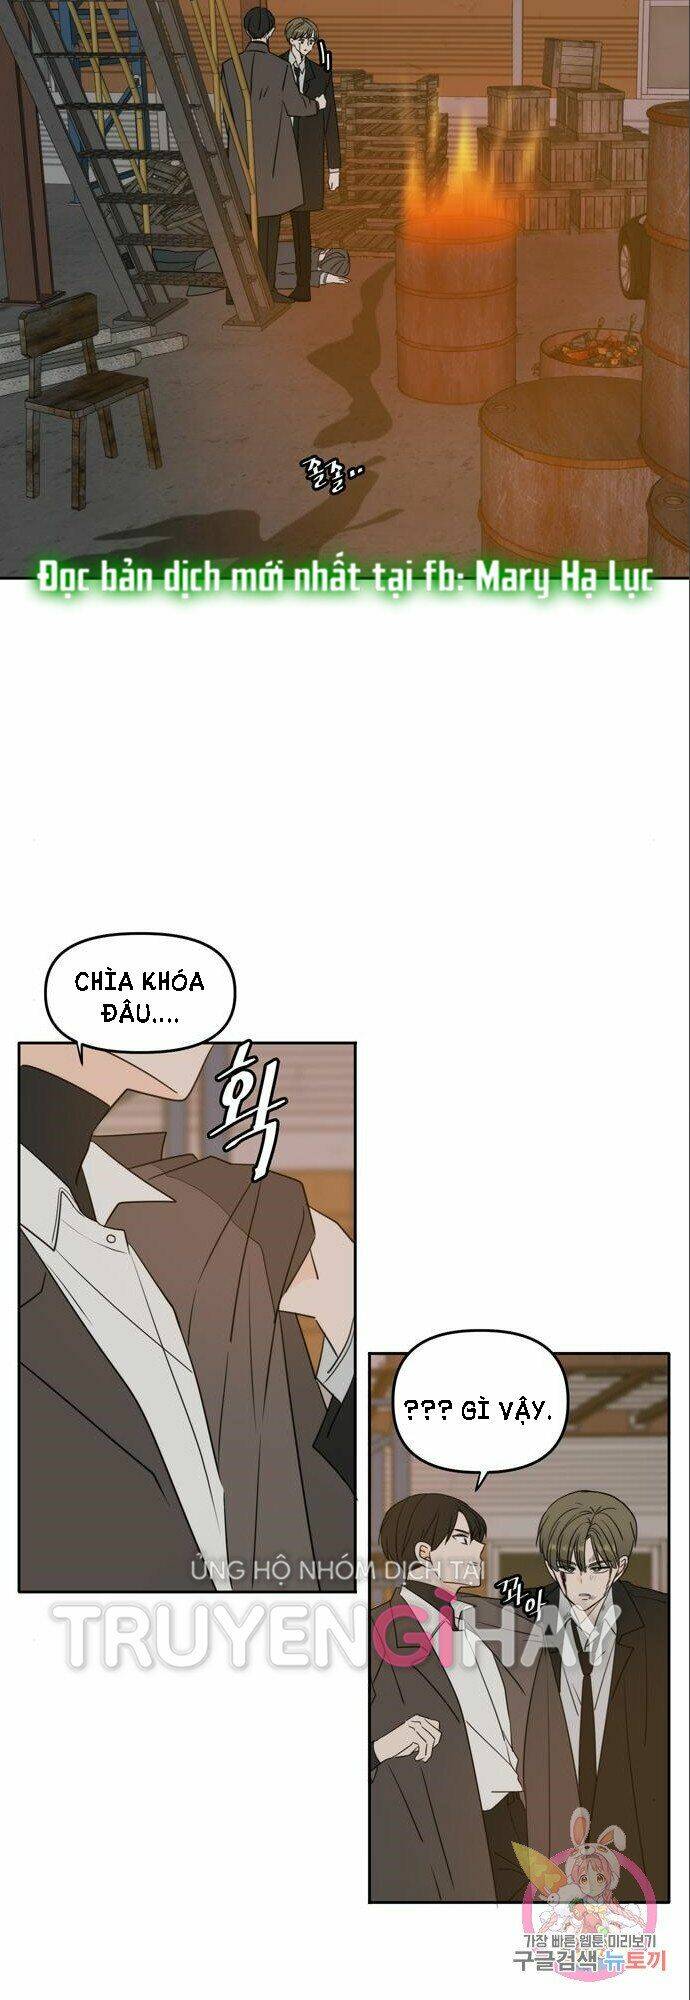 졸졸..
Đọc bản dịch mới nhất tại fb: Mary Hạ Lục
CHÌA KHÓA
ĐÂU....
확
??? GÌ VẬY.
ỦNG HỘ NHÓM DỊCH TẠI
TRUYENGIHAY
꽈악
가장 빠른 웹툰 미리보기
구글검색 뉴토끼